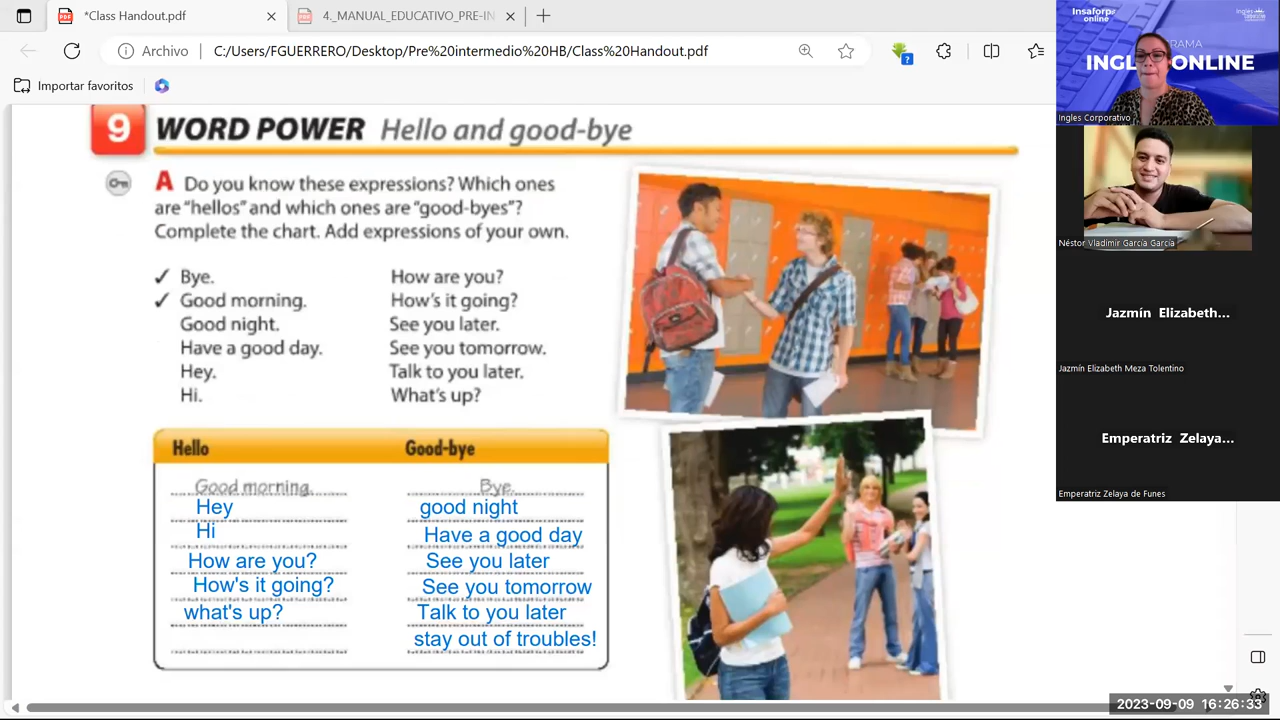 *Class Handout.pdf
4._MANUAL_EDUCATIVO_PRE-IN
Archivo
C:/Users/FGUERRERO/Desktop/Pre%20intermedio%20HB/Class%20Handout.pdf
Importar favoritos
9 WORD POWER Hello and good-bye
A Do you know these expressions? Which ones
are "hellos" and which ones are "good-byes"?
Complete the chart. Add expressions of your own.
✓ Bye.
✓ Good morning.
Good night.
Have a good day.
Hey.
Hi.
How are you?
How's it going?
See you later.
See you tomorrow.
Talk to you later.
What's up?
Hello
Good morning.
Hey
Hi
How are you?
How's it going?
what's up?
Good-bye
Bye.
good night
Have a good day
See you later
See you tomorrow
Talk to you later
stay out of troubles!
Insaforp
online
INGL ONLINE
Ingles Corporativo
Néstor Vladimir García García
Jazmín Elizabeth...
Jazmín Elizabeth Meza Tolentino
Emperatriz Zelaya...
Emperatriz Zelaya de Funes
2023-09-09 16:26:33